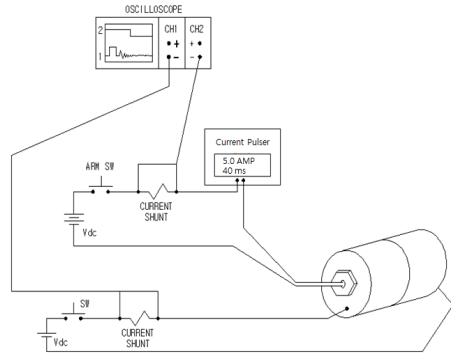 OSCILLOSCOPE
CH1 CH2
2
1
+ +
- -
Current Pulser
5.0 AMP
40 ms
ARM SW
CURRENT
SHUNT
Vdc
SW
CURRENT
SHUNT
Vdc